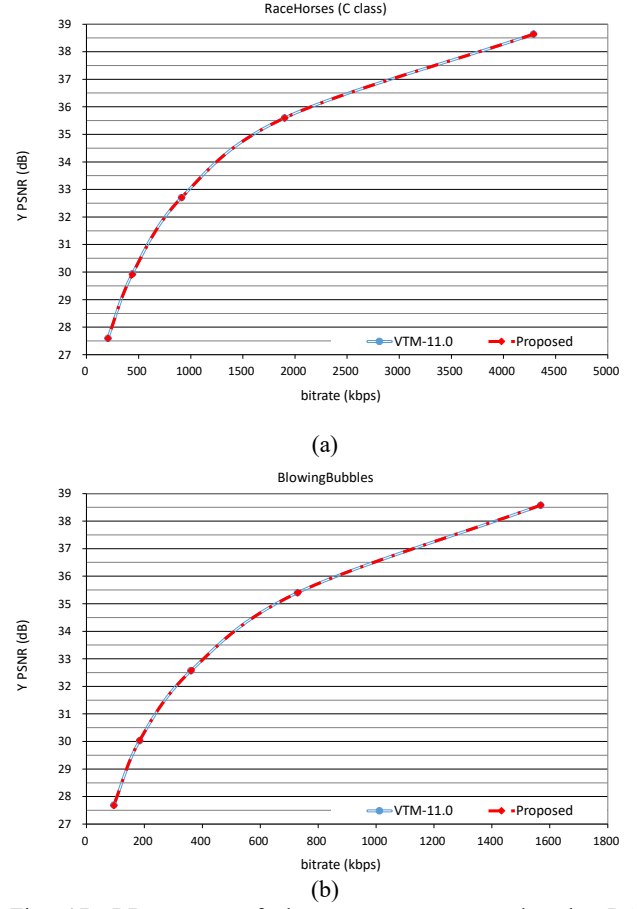 RaceHorses (C class)
39
38
37
36
35
34
33
32
31
30
29
28
27
Y PSNR (dB)
VTM-11.0 Proposed
0 500 1000 1500 2000 2500 3000 3500 4000 4500 5000
bitrate (kbps)
(a)
BlowingBubbles
39
38
37
36
35
34
33
32
31
30
29
28
27
Y PSNR (dB)
VTM-11.0 Proposed
0 200 400 600 800 1000 1200 1400 1600 1800
bitrate (kbps)
(b)